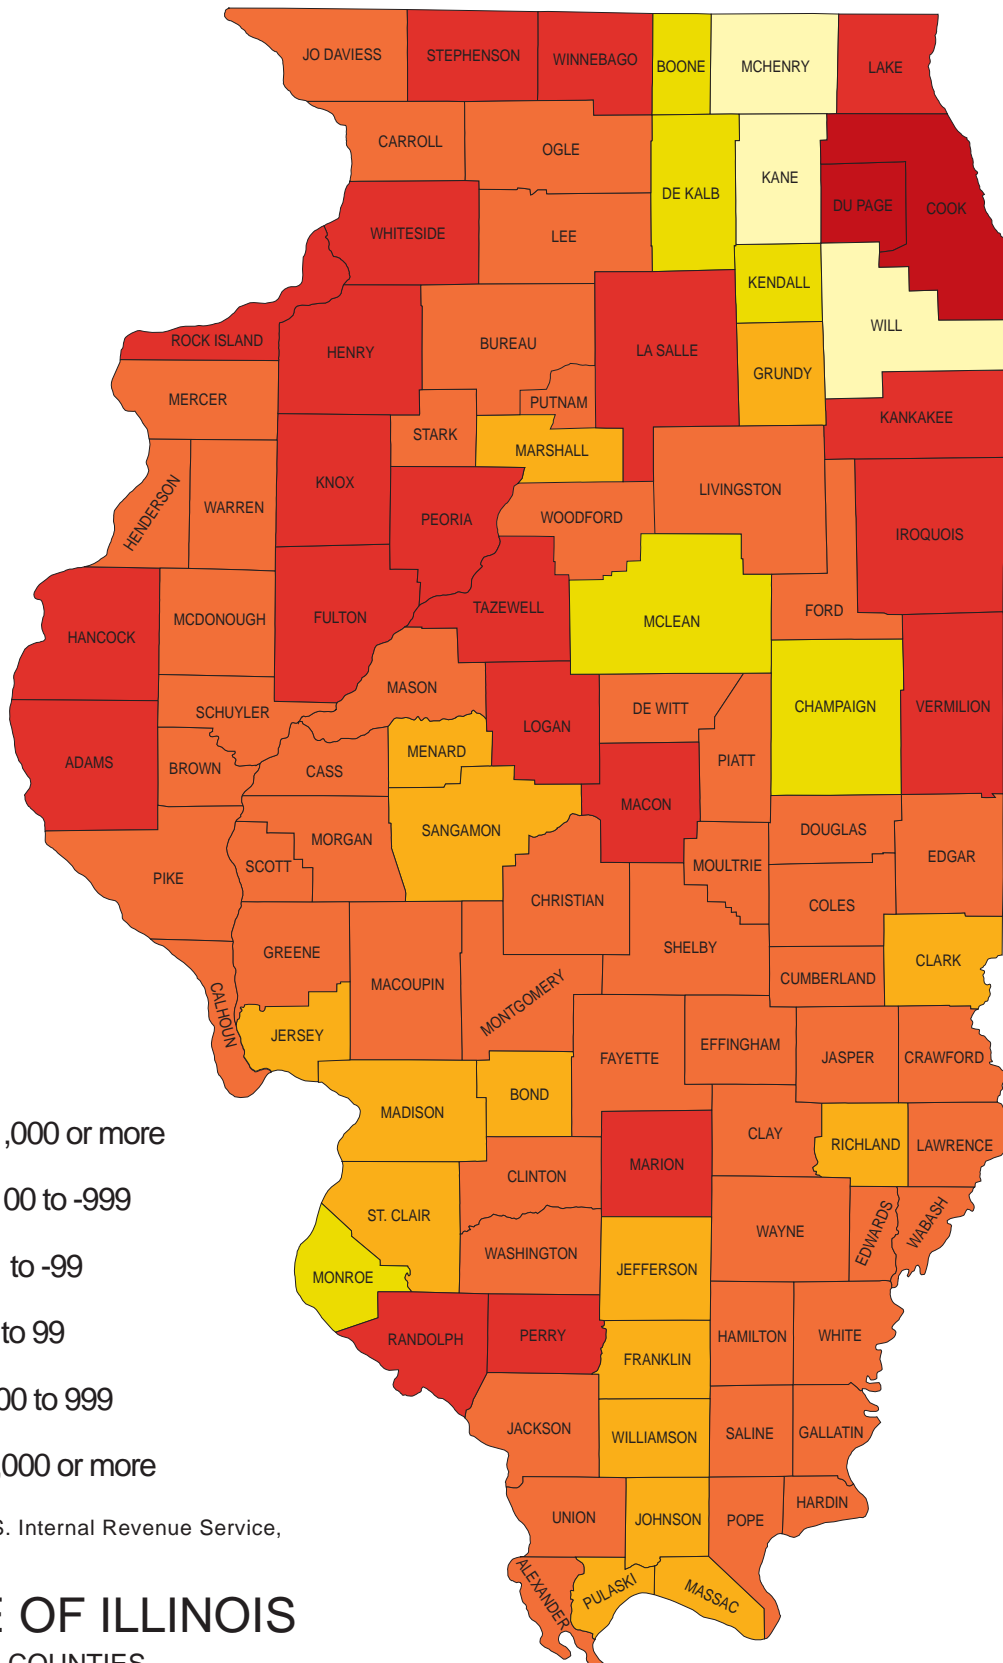 JO DAVIESS
STEPHENSON
WINNEBAGO
BOONE
MCHENRY
LAKE
CARROLL
OGLE
DE KALB
KANE
DU PAGE
COOK
WHITESIDE
LEE
KENDALL
WILL
ROCK ISLAND
HENRY
BUREAU
LA SALLE
GRUNDY
MERCER
PUTNAM
KANKAKEE
STARK
MARSHALL
HENDERSON
WARREN
KNOX
PEORIA
WOODFORD
LIVINGSTON
IROQUOIS
HANCOCK
MCDONOUGH
FULTON
TAZEWELL
MCLEAN
FORD
SCHUYLER
MASON
LOGAN
DE WITT
CHAMPAIGN
VERMILION
ADAMS
BROWN
CASS
MENARD
PIATT
MACON
SANGAMON
MORGAN
SCOTT
DOUGLAS
EDGAR
PIKE
MOULTRIE
CHRISTIAN
COLES
GREENE
SHELBY
CLARK
CALHOUN
MACOUPIN
MONTGOMERY
CUMBERLAND
JERSEY
FAYETTE
EFFINGHAM
JASPER
CRAWFORD
MADISON
BOND
CLAY
RICHLAND
LAWRENCE
,000 or more
CLINTON
MARION
00 to -999
ST. CLAIR
WAYNE
EDWARDS
WABASH
to -99
MONROE
WASHINGTON
JEFFERSON
to 99
RANDOLPH
PERRY
FRANKLIN
HAMILTON
WHITE
00 to 999
JACKSON
WILLIAMSON
SALINE
GALLATIN
,000 or more
UNION
JOHNSON
POPE
HARDIN
S. Internal Revenue Service,
ALEXANDER
PULASKI
MASSAC
E OF ILLINOIS
COUNTIES